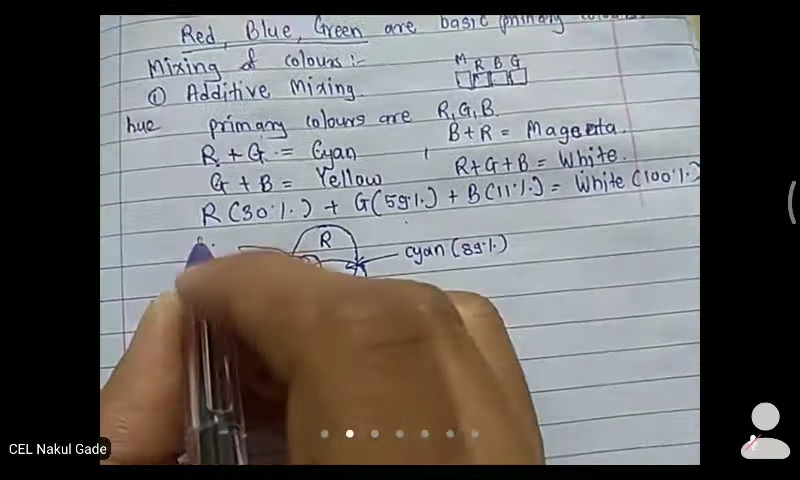 Red, Blue, Green are basic primary colours
Mixing of colours :-
M R B G
① Additive Mixing.
hue primary colours are R, G, B.
R + G = Cyan B + R = Magenta.
G + B = Yellow R+G+B = White.
R (30%) + G (59%) + B (11%) = White (100%)
R
cyan (89%)
CEL Nakul Gade